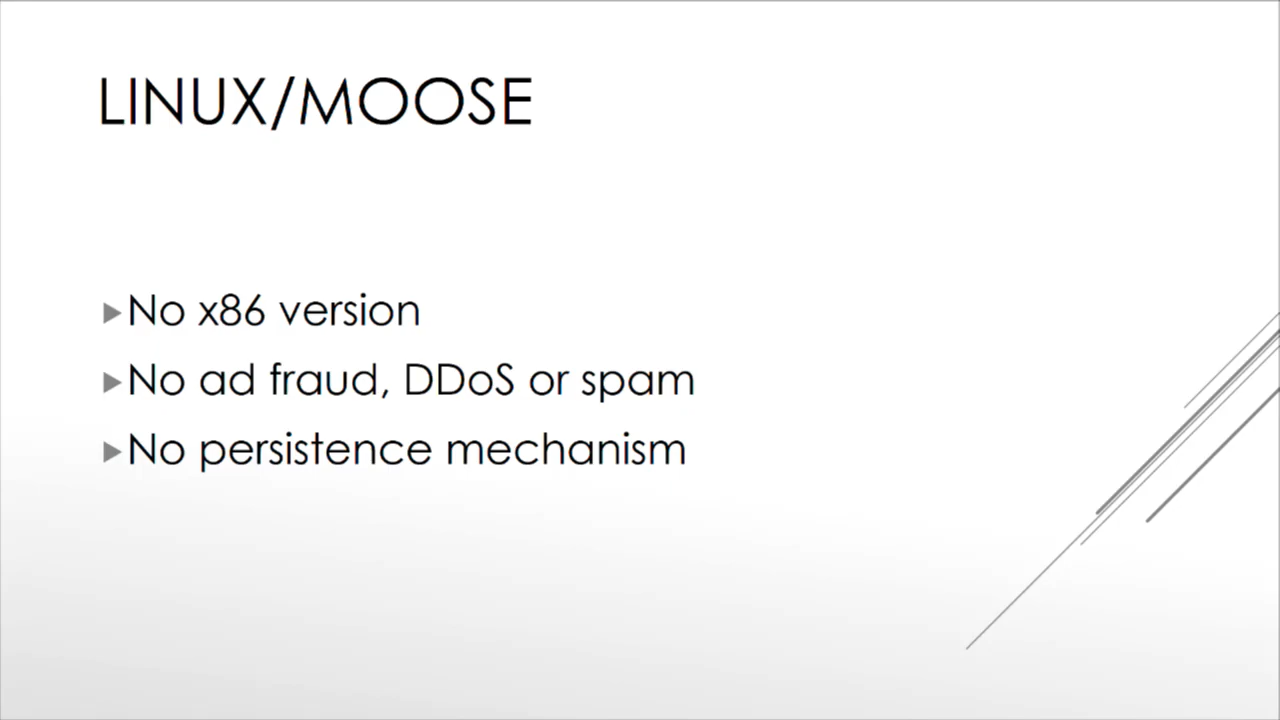 LINUX/MOOSE
No x86 version
No ad fraud, DDoS or spam
No persistence mechanism